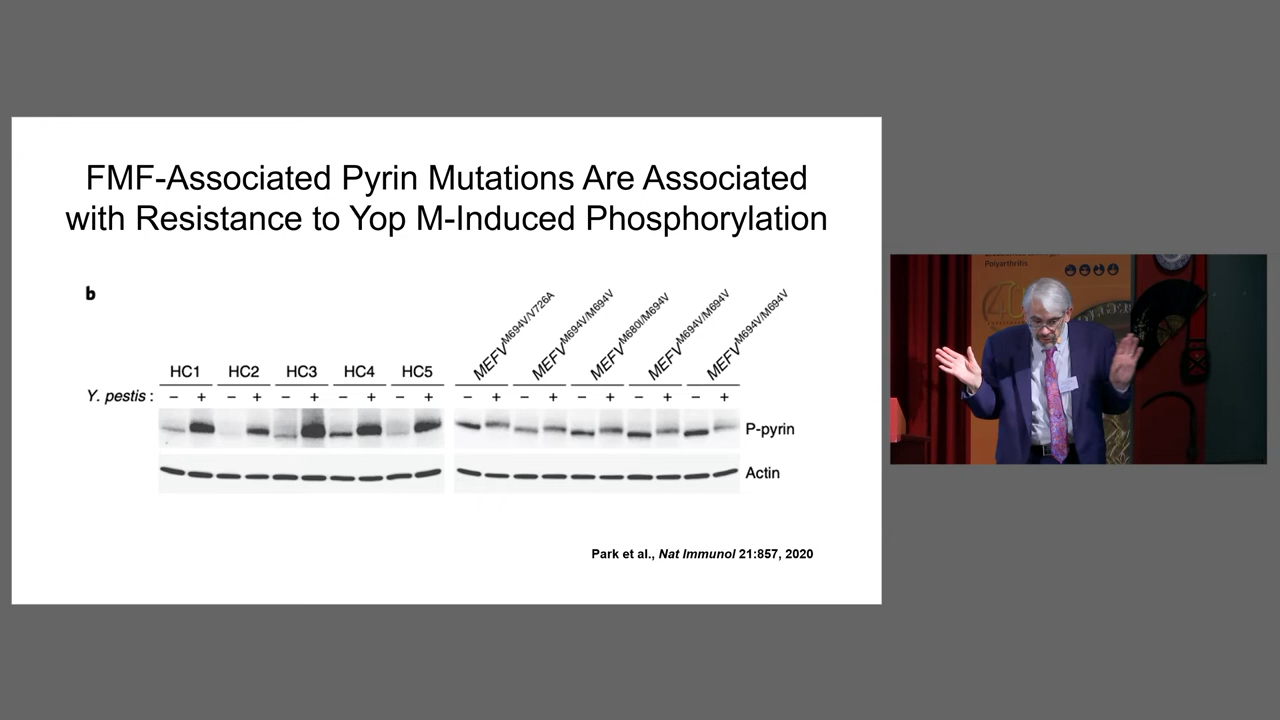 FMF-Associated Pyrin Mutations Are Associated
with Resistance to Yop M-Induced Phosphorylation
b
HC1 HC2 HC3 HC4 HC5 MEFV^M694V/V726A MEFV^M694V/M694V MEFV^M680I/M694V MEFV^M694V/M694V MEFV^M694V/M694V
Y. pestis : − + − + − + − + − + − + − + − + − + − +
P-pyrin
Actin
Park et al., Nat Immunol 21:857, 2020
Polyarthritis